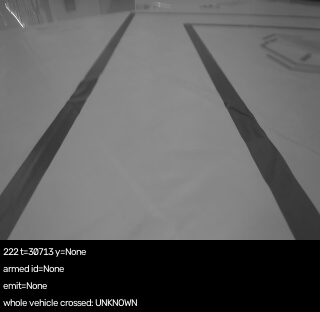 222 t=30713 y=None
armed id=None
emit=None
whole vehicle crossed: UNKNOWN